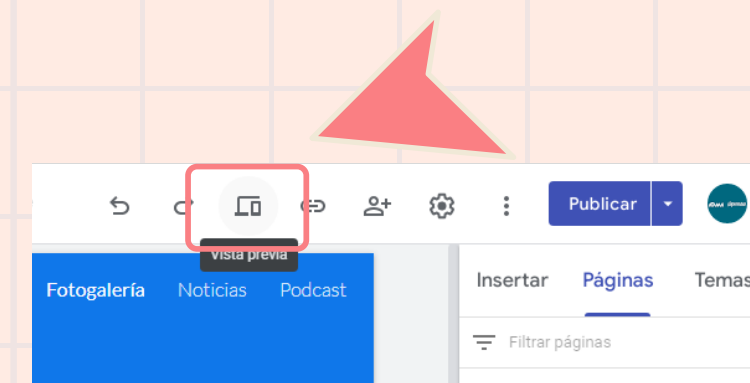 Publicar
Vista previa
Fotogalería Noticias Podcast
Insertar Páginas Temas
Filtrar páginas